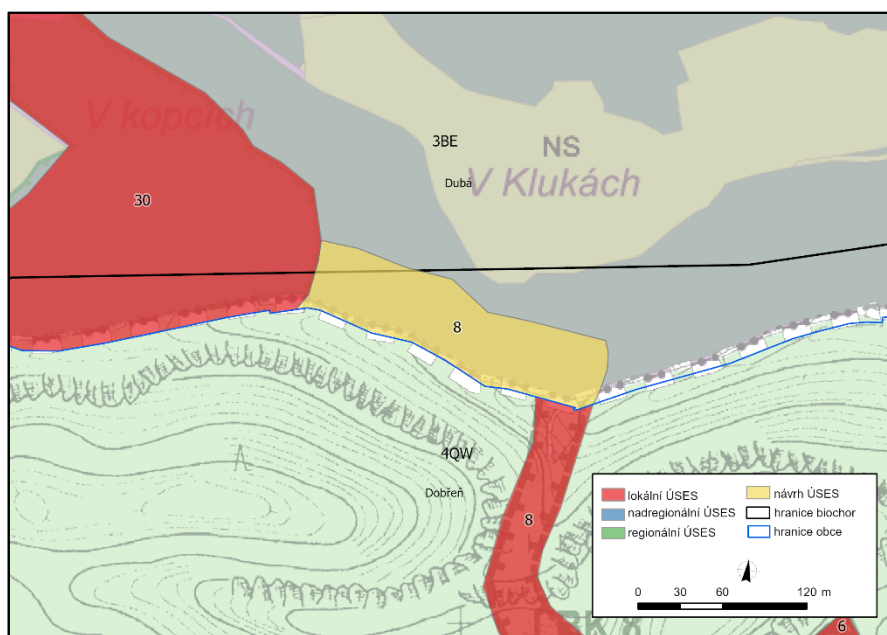 V kopcích
3BE
NS
Dubá
V Klukách
30
8
4QW
Dobřeň
8
lokální ÚSES
nadregionální ÚSES
regionální ÚSES
návrh ÚSES
hranice biochor
hranice obce
0 30 60 120 m
6